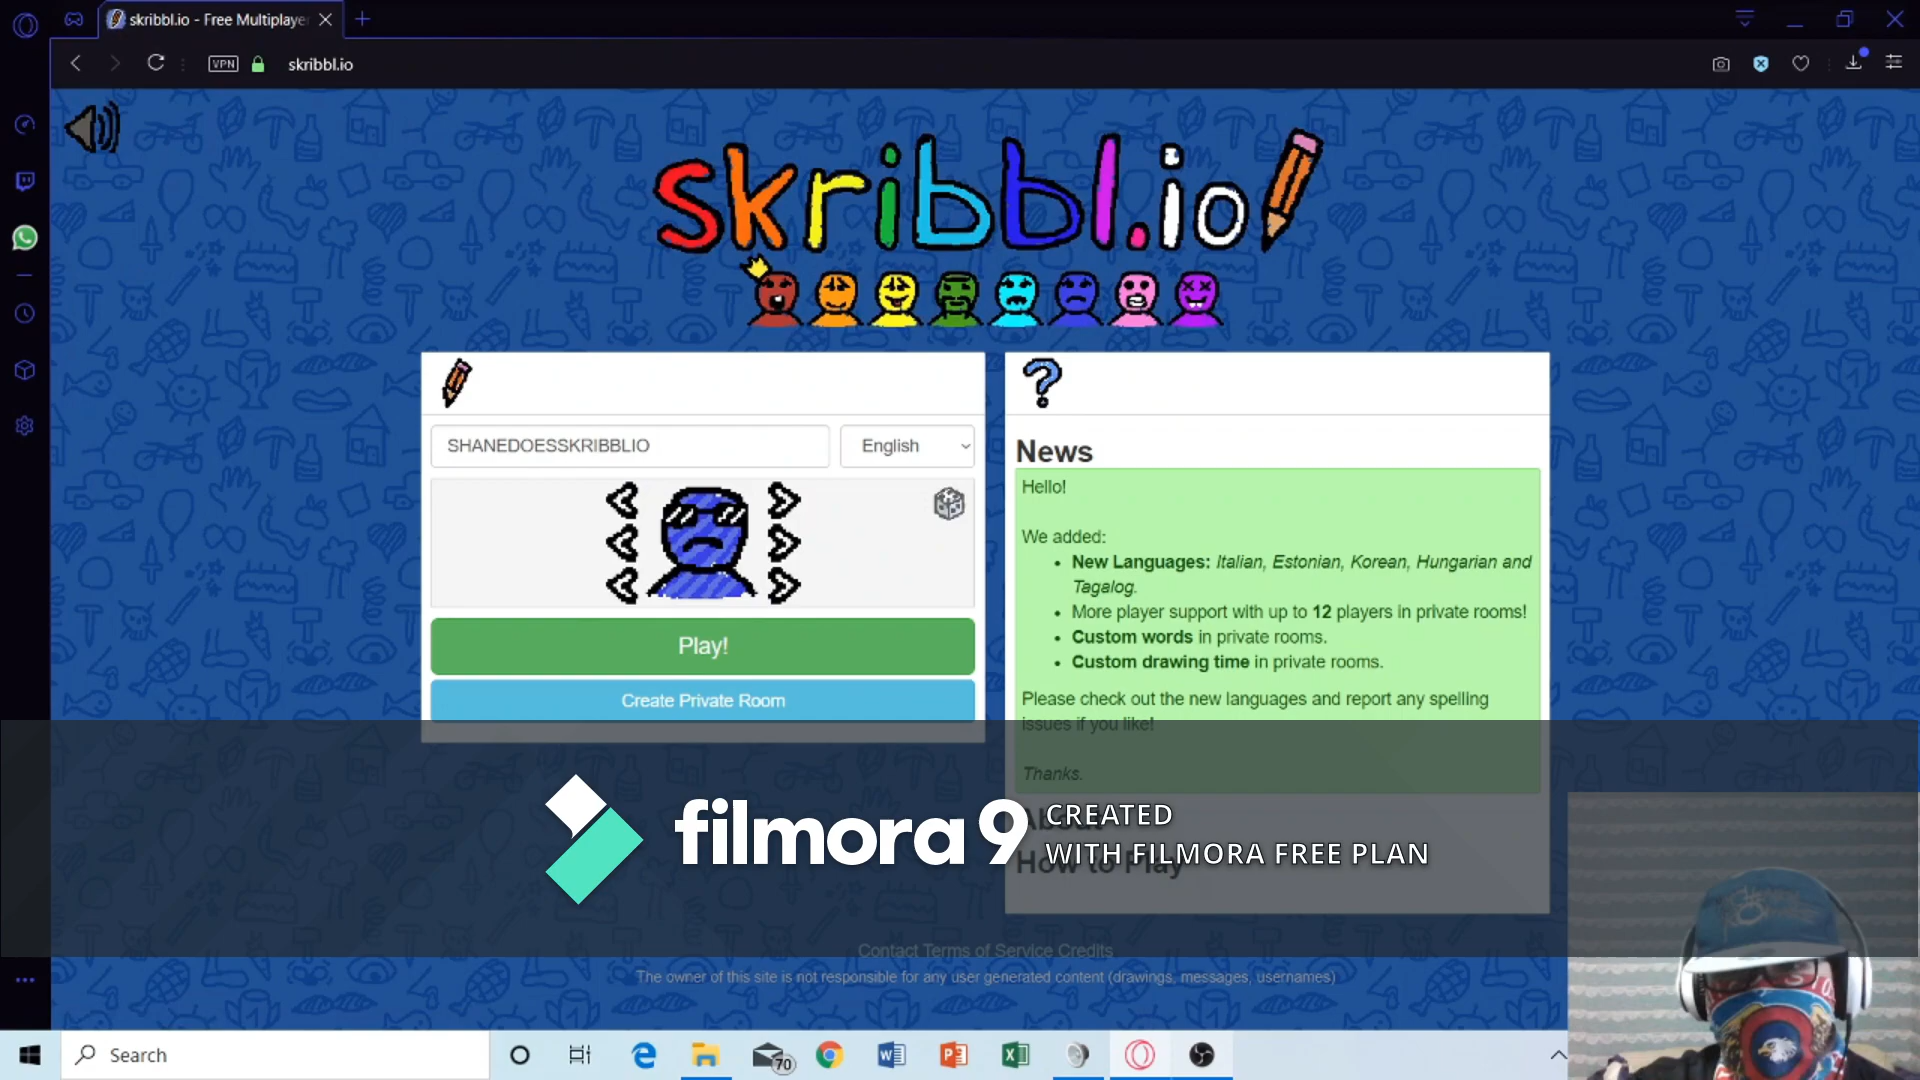 skribbl.io - Free Multiplaye
VPN
skribbl.io
skribbl.io
SHANEDOESSKRIBBLIO
English
Play!
Create Private Room
News
Hello!
We added:
New Languages: Italian, Estonian, Korean, Hungarian and
Tagalog.
More player support with up to 12 players in private rooms!
Custom words in private rooms.
Custom drawing time in private rooms.
Please check out the new languages and report any spelling
issues if you like!
Thanks.
About
How to Play
filmora9
CREATED
WITH FILMORA FREE PLAN
Contact Terms of Service Credits
The owner of this site is not responsible for any user generated content (drawings, messages, usernames)
Search
70